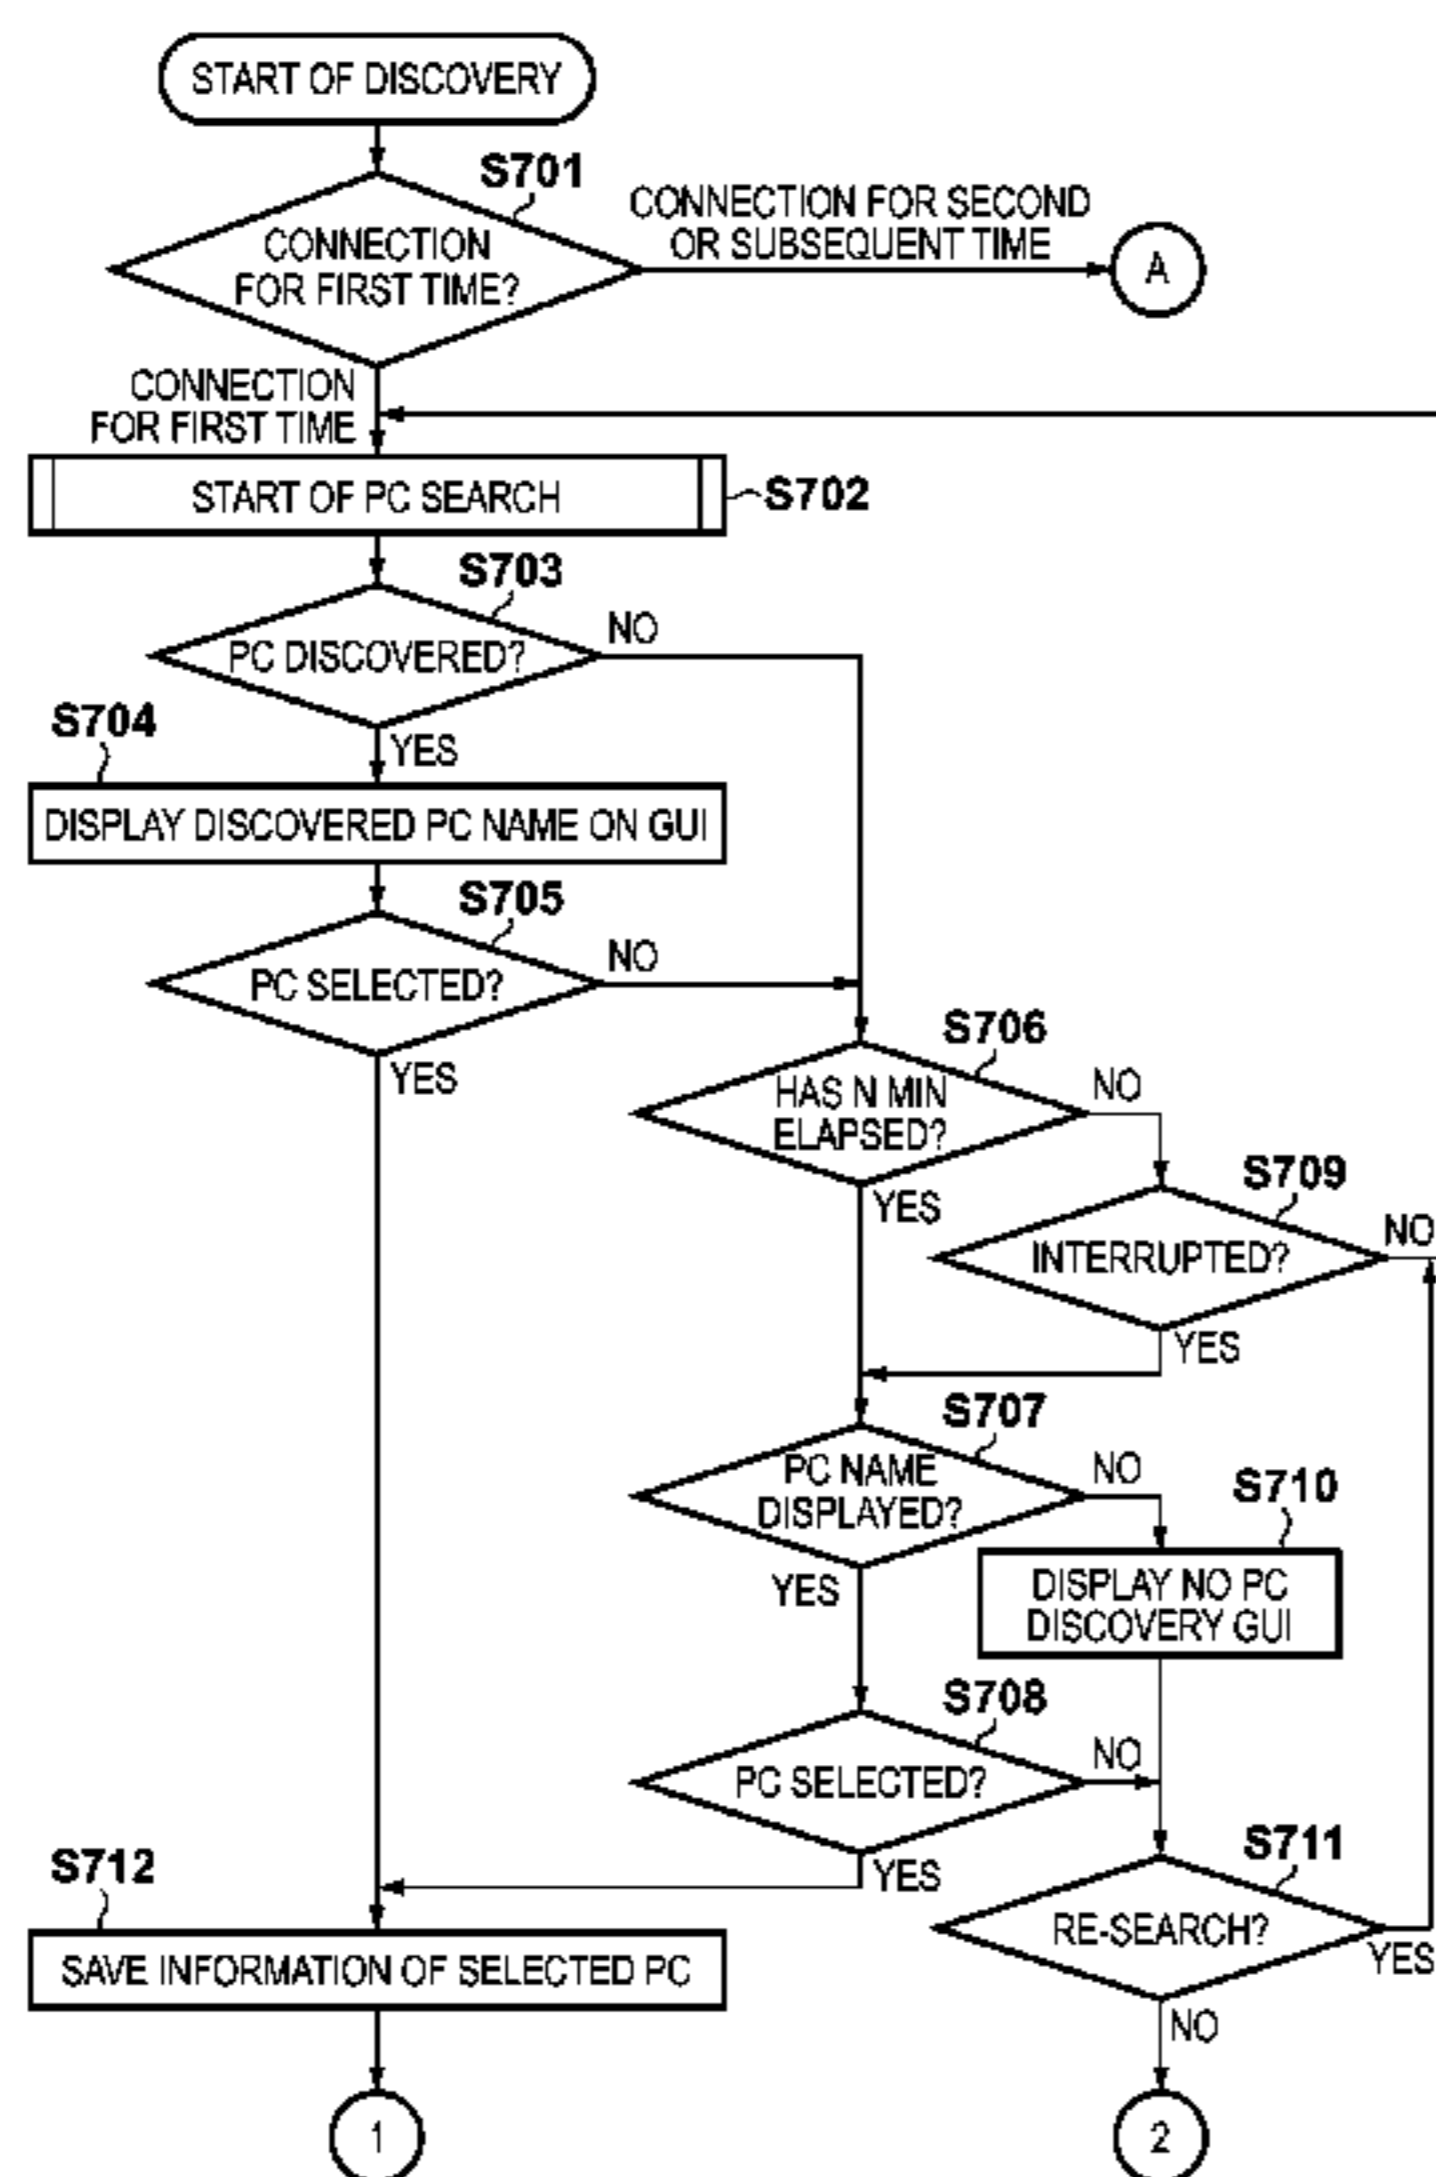 START OF DISCOVERY
S701
CONNECTION
FOR FIRST TIME?
CONNECTION FOR SECOND
OR SUBSEQUENT TIME
A
CONNECTION
FOR FIRST TIME
START OF PC SEARCH
S702
S703
PC DISCOVERED?
NO
YES
S704
DISPLAY DISCOVERED PC NAME ON GUI
S705
PC SELECTED?
NO
YES
S706
HAS N MIN
ELAPSED?
NO
YES
S709
INTERRUPTED?
NO
YES
S707
PC NAME
DISPLAYED?
NO
YES
S710
DISPLAY NO PC
DISCOVERY GUI
S708
PC SELECTED?
NO
YES
S711
RE-SEARCH?
YES
NO
S712
SAVE INFORMATION OF SELECTED PC
1
2